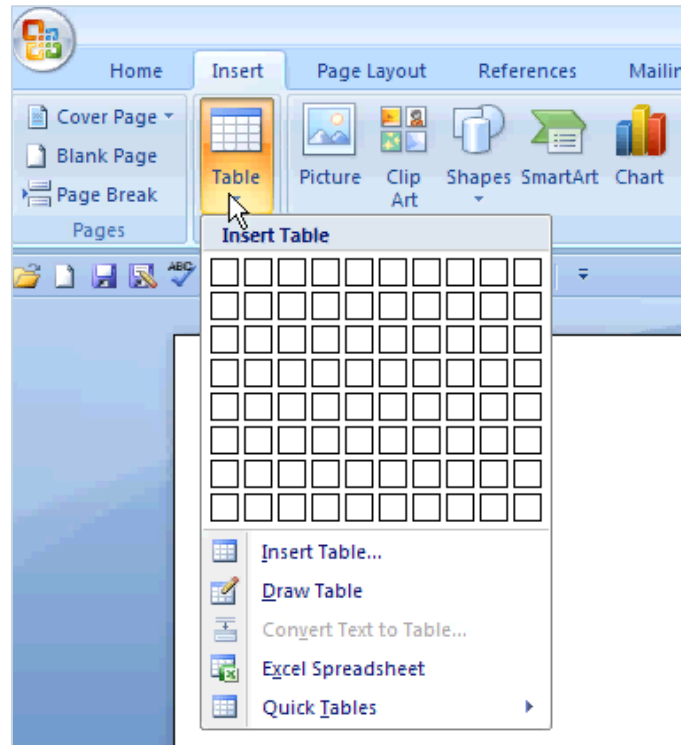 Home Insert Page Layout References Mailin
Cover Page
Blank Page
Page Break
Pages
Table
Picture
Clip
Art
Shapes
SmartArt
Chart
ABC
Insert Table
Insert Table...
Draw Table
Convert Text to Table...
Excel Spreadsheet
Quick Tables